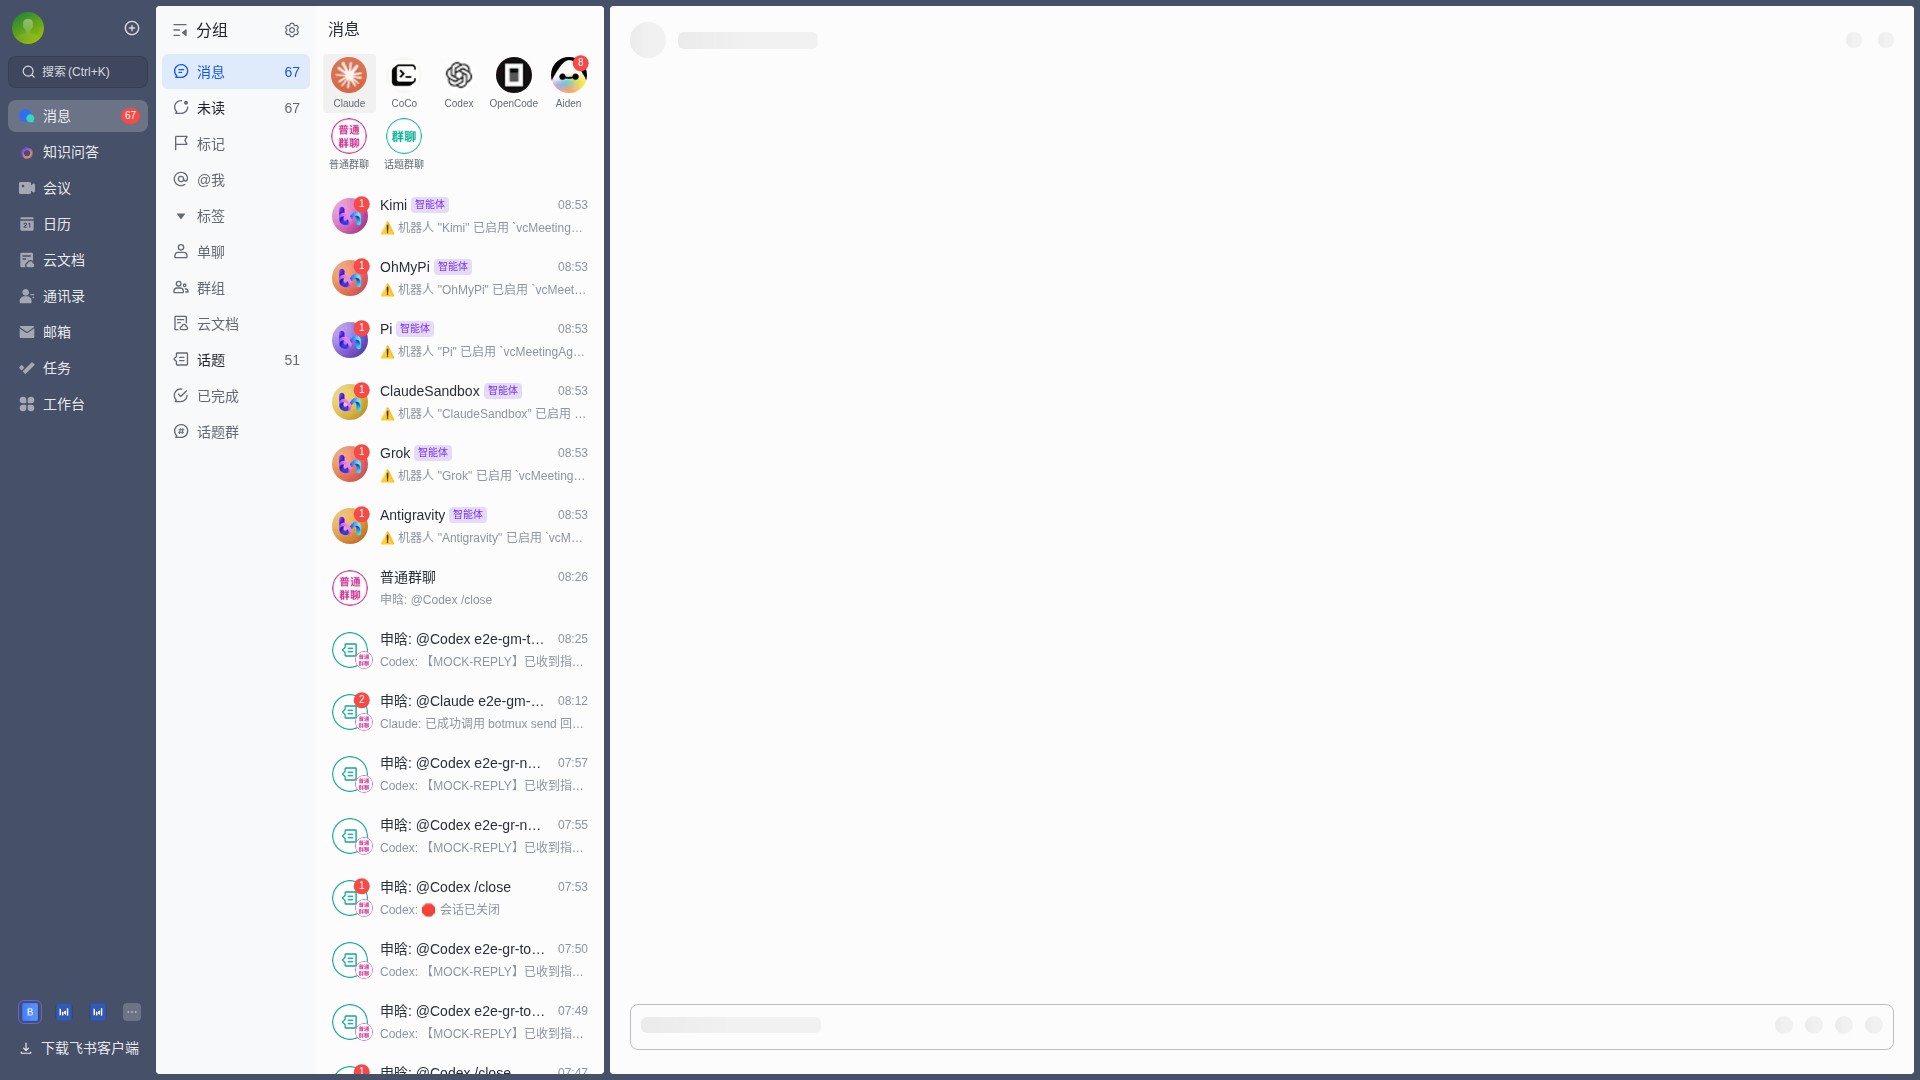 搜索 (Ctrl+K)
消息 67
知识问答
会议
日历
云文档
通讯录
邮箱
任务
工作台
下载飞书客户端
分组
消息 67
未读 67
标记
@我
标签
单聊
群组
云文档
话题 51
已完成
话题群
消息
Claude
CoCo
Codex
OpenCode
8
Aiden
普通
群聊
普通群聊
群聊
话题群聊
1
Kimi 智能体 08:53
⚠️ 机器人 "Kimi" 已启用 `vcMeeting…
1
OhMyPi 智能体 08:53
⚠️ 机器人 "OhMyPi" 已启用 `vcMeet…
1
Pi 智能体 08:53
⚠️ 机器人 "Pi" 已启用 `vcMeetingAg…
1
ClaudeSandbox 智能体 08:53
⚠️ 机器人 "ClaudeSandbox" 已启用 …
1
Grok 智能体 08:53
⚠️ 机器人 "Grok" 已启用 `vcMeeting…
1
Antigravity 智能体 08:53
⚠️ 机器人 "Antigravity" 已启用 `vcM…
普通
群聊
普通群聊 08:26
申晗: @Codex /close
申晗: @Codex e2e-gm-t… 08:25
Codex: 【MOCK-REPLY】已收到指…
2
申晗: @Claude e2e-gm-… 08:12
Claude: 已成功调用 botmux send 回…
申晗: @Codex e2e-gr-n… 07:57
Codex: 【MOCK-REPLY】已收到指…
申晗: @Codex e2e-gr-n… 07:55
Codex: 【MOCK-REPLY】已收到指…
1
申晗: @Codex /close 07:53
Codex: 🛑 会话已关闭
申晗: @Codex e2e-gr-to… 07:50
Codex: 【MOCK-REPLY】已收到指…
申晗: @Codex e2e-gr-to… 07:49
Codex: 【MOCK-REPLY】已收到指…
1
申晗: @Codex /close 07:47
B